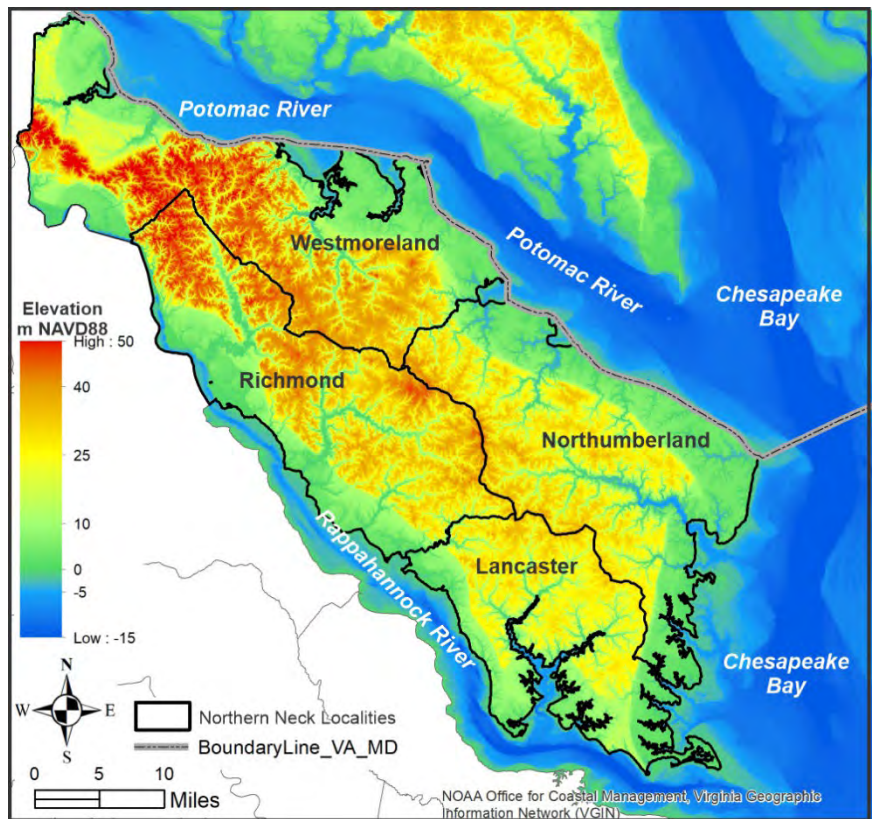 Potomac River
Westmoreland
Potomac River
Chesapeake
Bay
Elevation
m NAVD88
High : 50
40
25
10
0
-5
Low : -15
Richmond
Northumberland
Rappahannock River
Lancaster
Chesapeake
Bay
N
W E
S
Northern Neck Localities
BoundaryLine_VA_MD
0 5 10
Miles
NOAA Office for Coastal Management, Virginia Geographic
Information Network (VGIN)